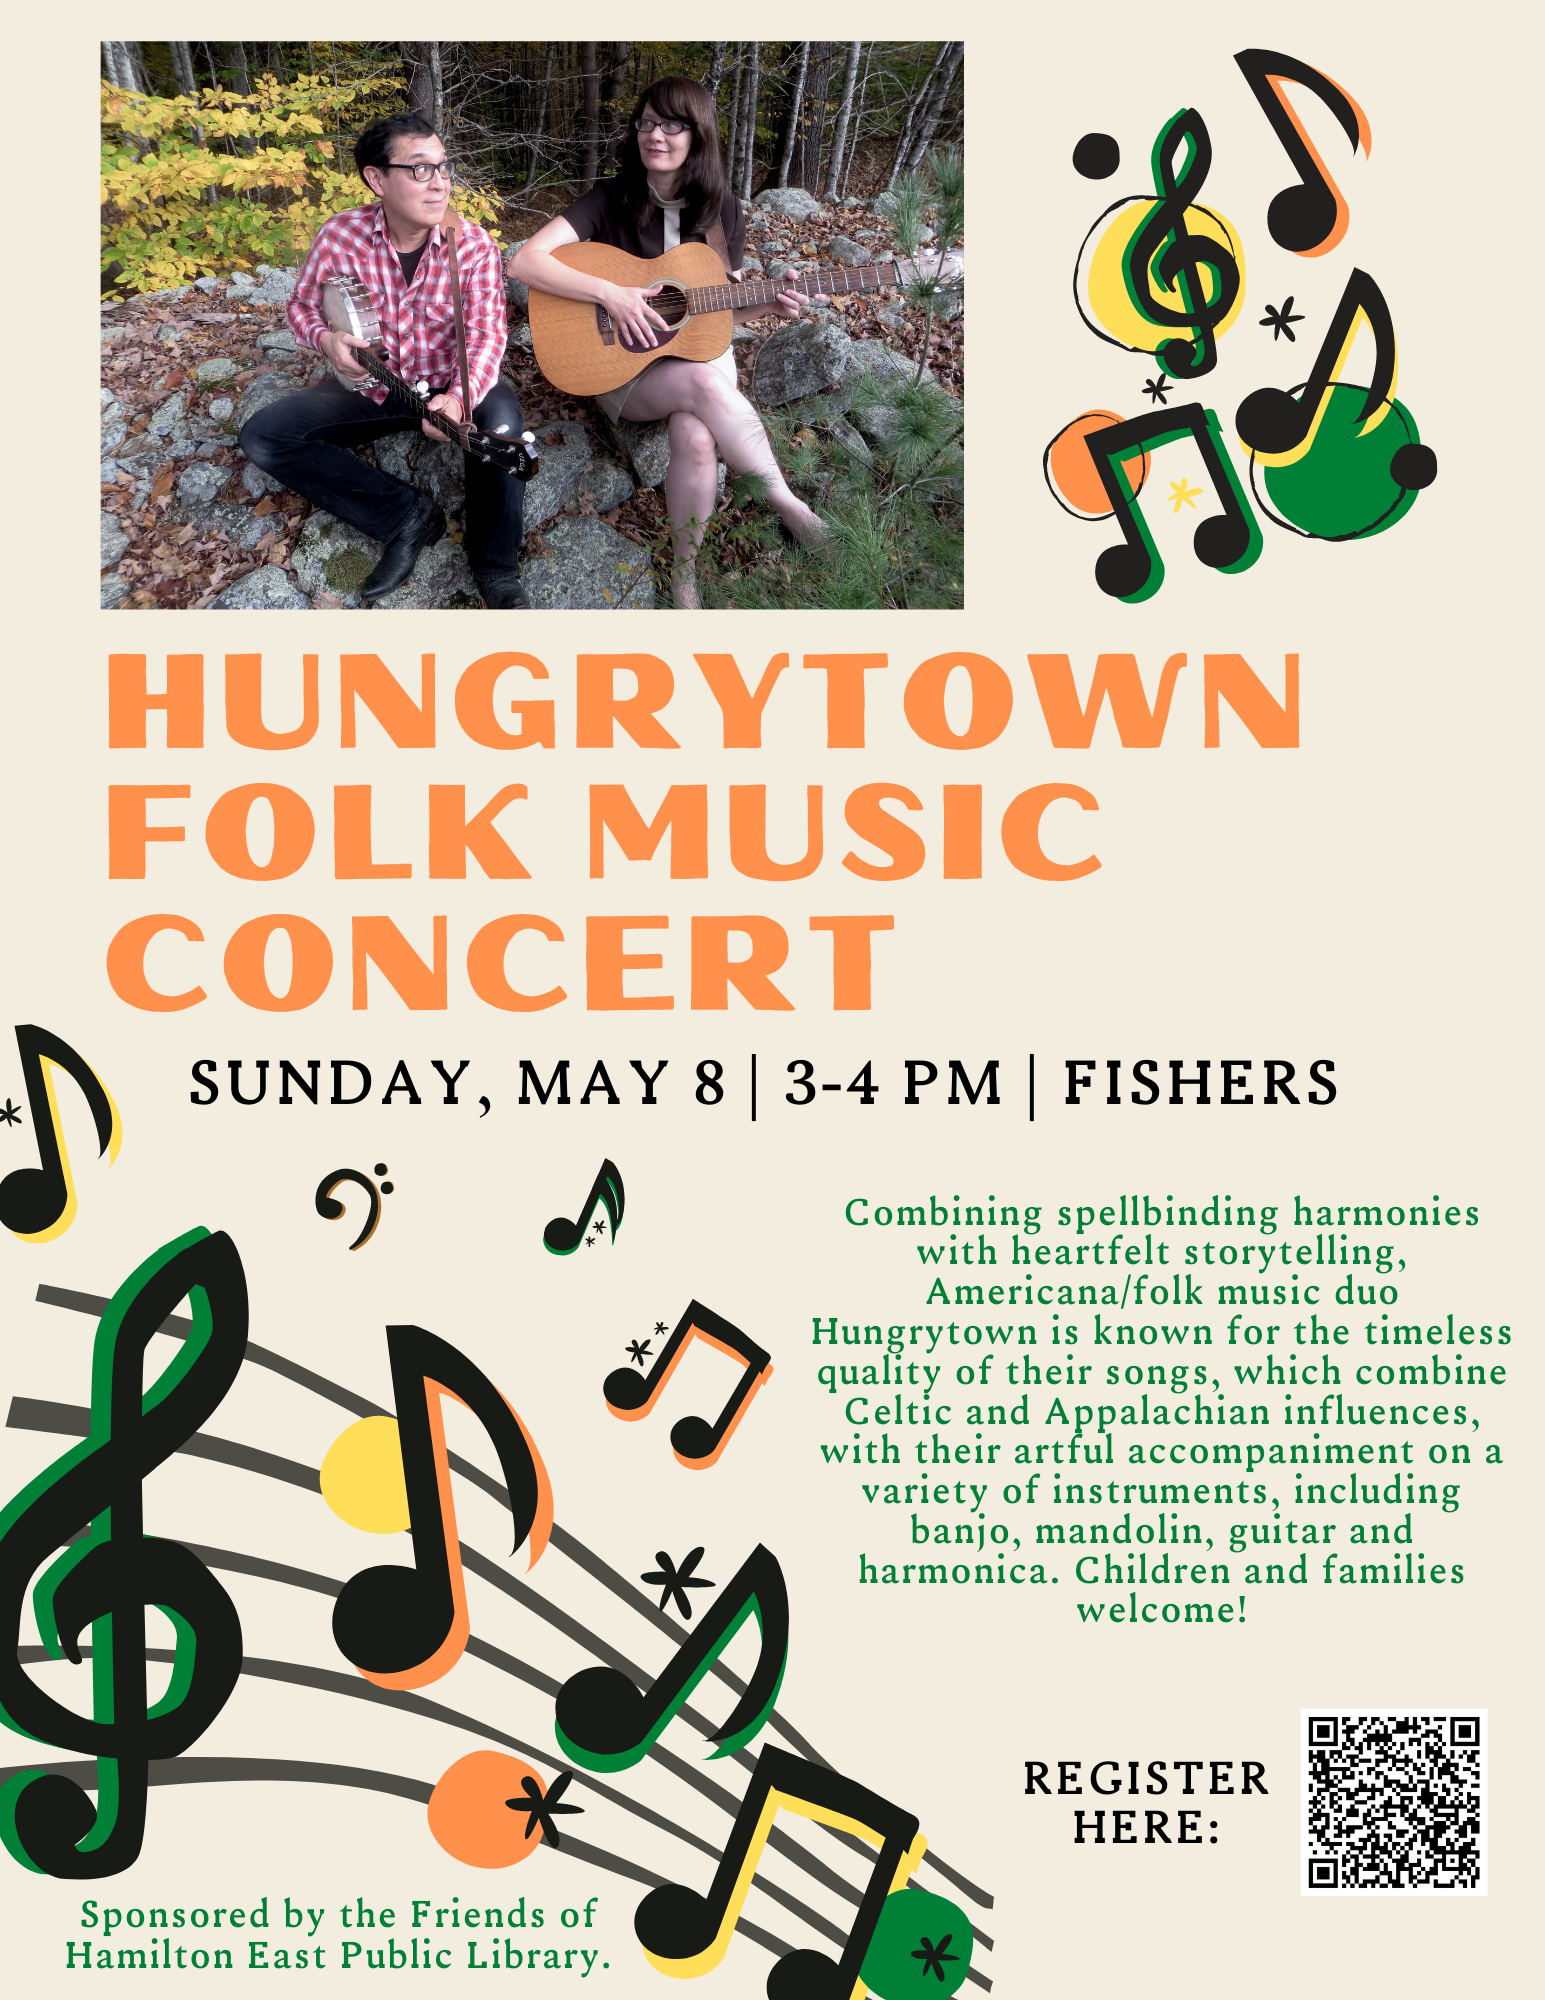 HUNGRYTOWN
FOLK MUSIC
CONCERT
SUNDAY, MAY 8 | 3-4 PM | FISHERS
Combining spellbinding harmonies
with heartfelt storytelling,
Americana/folk music duo
Hungrytown is known for the timeless
quality of their songs, which combine
Celtic and Appalachian influences,
with their artful accompaniment on a
variety of instruments, including
banjo, mandolin, guitar and
harmonica. Children and families
welcome!
REGISTER
HERE:
Sponsored by the Friends of
Hamilton East Public Library.